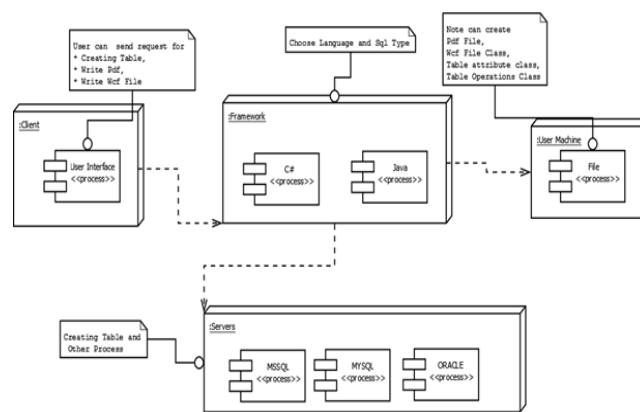 User can send request for
* Creating Table,
* Write Pdf,
* Write Wcf File
Choose Language and Sql Type
Note can create
Pdf File,
Wcf File Class,
Table attribute class,
Table Operations Class
:Client
User Interface
<<process>>
:Framework
C#
<<process>>
Java
<<process>>
:User Machine
File
<<process>>
Creating Table and
Other Process
:Servers
MSSQL
<<process>>
MYSQL
<<process>>
ORACLE
<<process>>